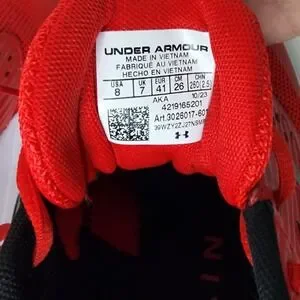 UNDER ARMOUR
MADE IN VIETNAM
FABRIQUÉ AU VIETNAM
HECHO EN VIETNAM
USA UK EUR CM CHN
8 7 41 26 260(2.5)
AKA 10/23
4219165201
Art.3026017-601